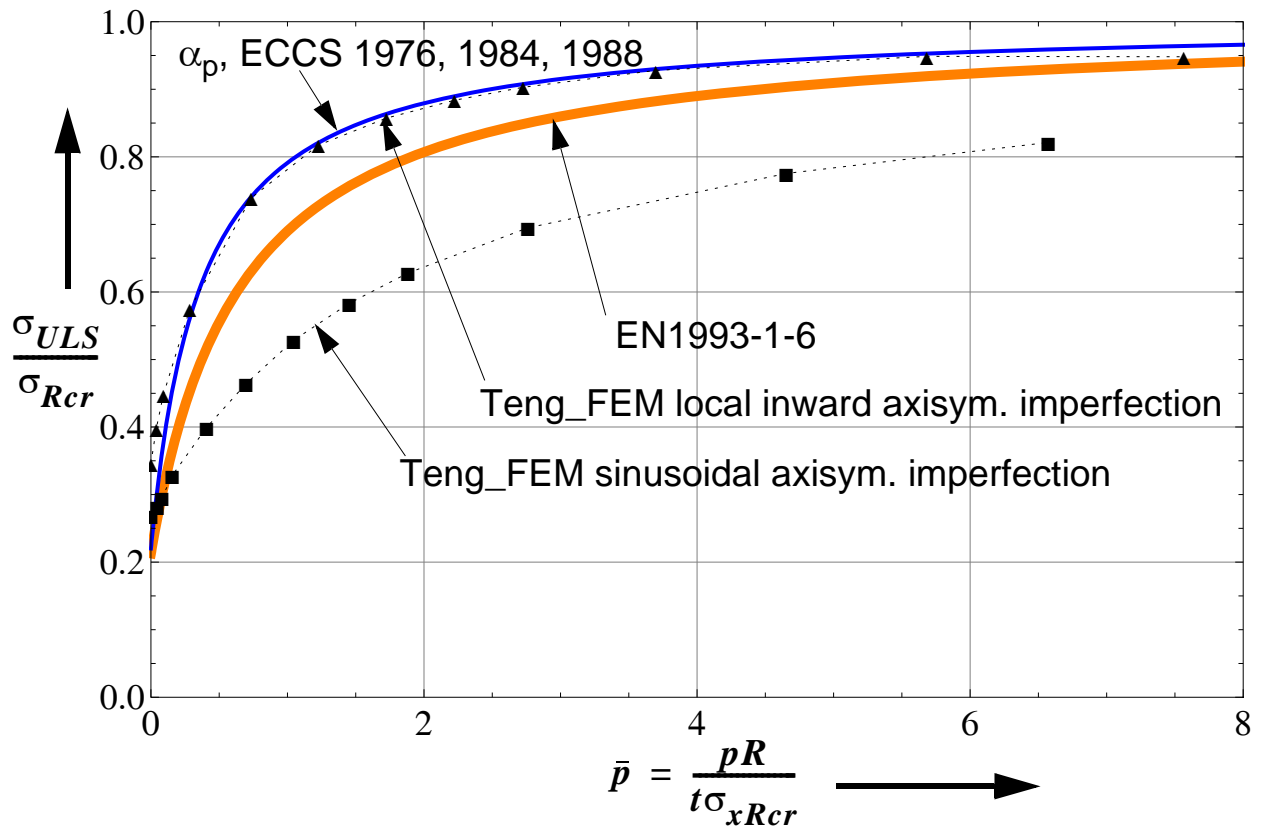 1.0
αp, ECCS 1976, 1984, 1988
0.8
0.6
σULS
σRcr
EN1993-1-6
Teng_FEM local inward axisym. imperfection
0.4
Teng_FEM sinusoidal axisym. imperfection
0.2
0.0
0 2 4 6 8
p̄ = pR
tσxRcr